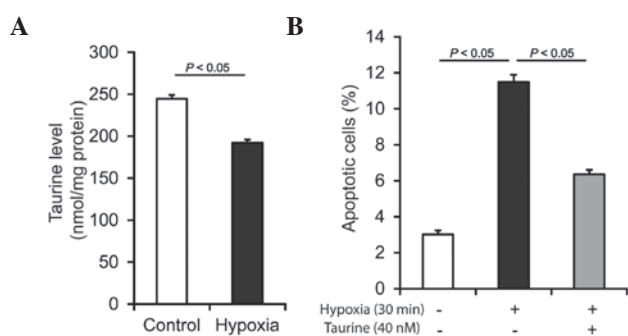 A
Taurine level
(nmol/mg protein)
300
250
200
150
100
50
0
P < 0.05
Control Hypoxia
B
Apoptotic cells (%)
14
12
10
8
6
4
2
0
P < 0.05 P < 0.05
Hypoxia (30 min) - + +
Taurine (40 nM) - - +